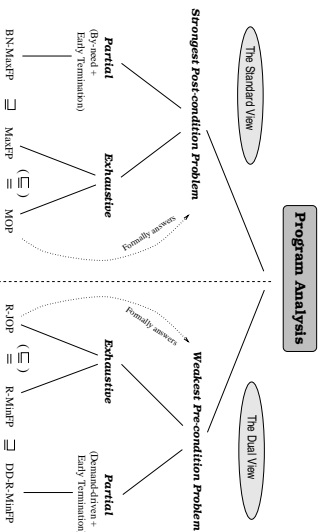 Program Analysis
The Standard View
The Dual View
Strongest Post-condition Problem
Weakest Pre-condition Problem
Formally answers
Formally answers
Partial
(By-need +
Early Termination)
Exhaustive
Exhaustive
Partial
(Demand-driven +
Early Termination
BN-MaxFP ⊒ MaxFP = MOP
(⊑)
R-JOP = R-MinFP ⊒ DD-R-MinFP
(⊑)